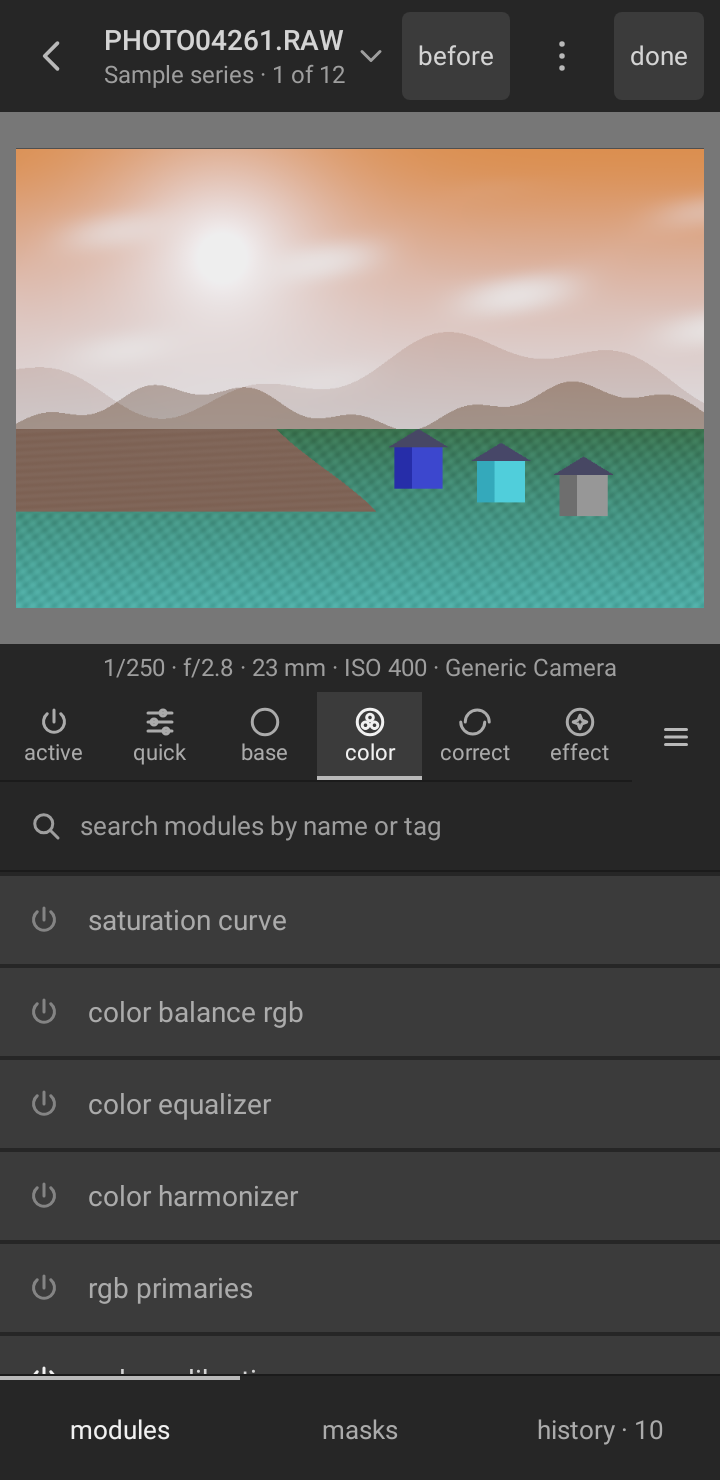 PHOTO04261.RAW
Sample series · 1 of 12
before
done
1/250 · f/2.8 · 23 mm · ISO 400 · Generic Camera
active
quick
base
color
correct
effect
search modules by name or tag
saturation curve
color balance rgb
color equalizer
color harmonizer
rgb primaries
modules
masks
history · 10